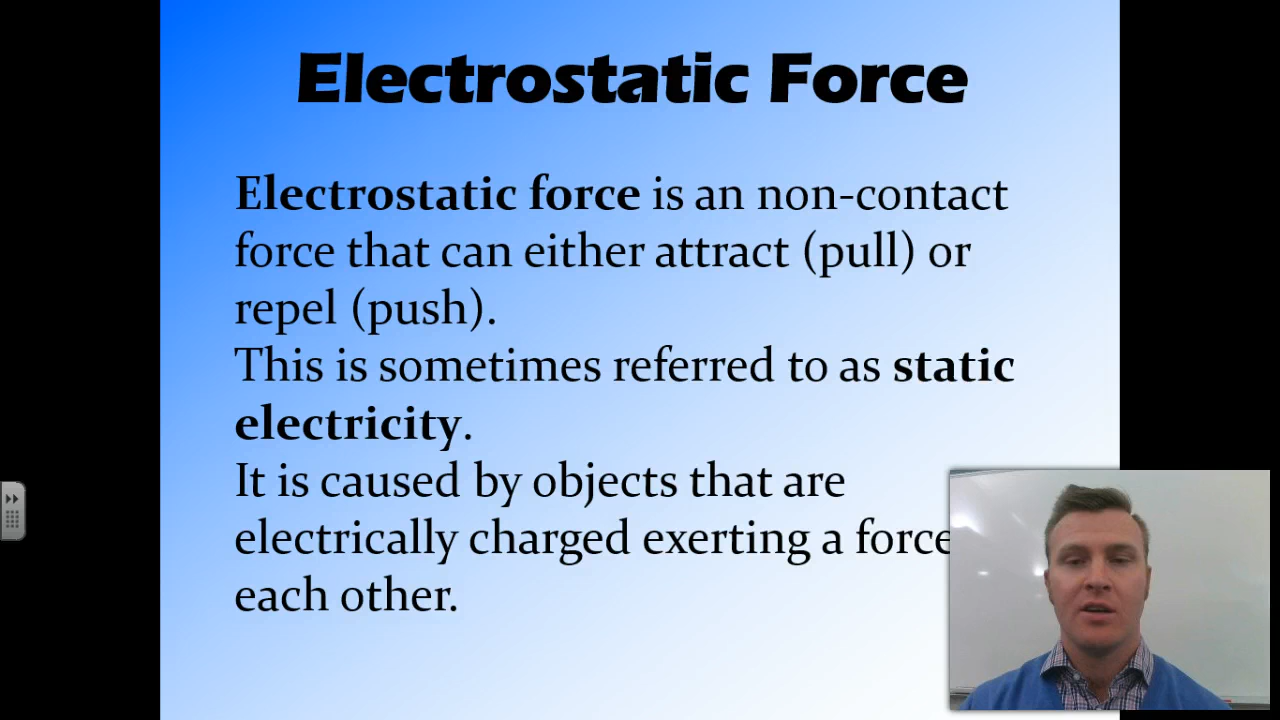 Electrostatic Force
Electrostatic force is an non-contact
force that can either attract (pull) or
repel (push).
This is sometimes referred to as static
electricity.
It is caused by objects that are
electrically charged exerting a force
each other.